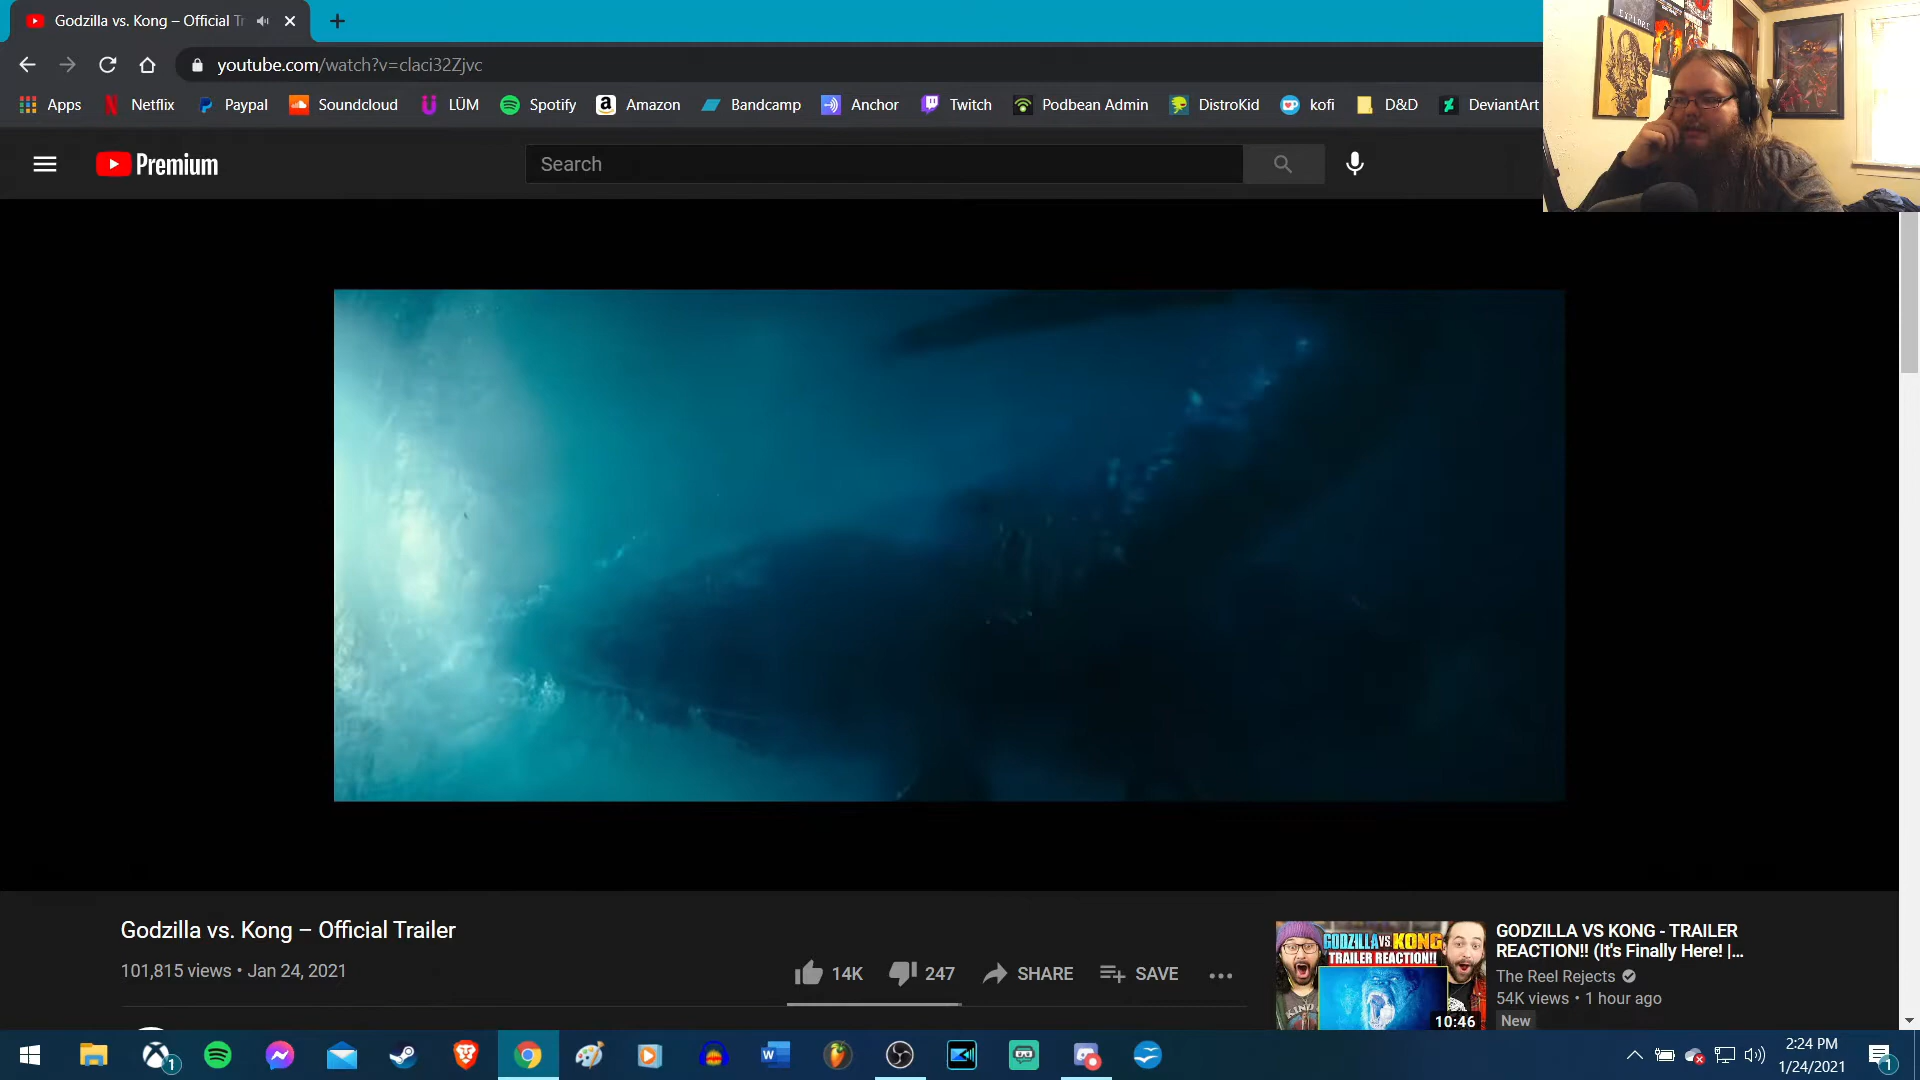 Godzilla vs. Kong – Official Tr
youtube.com/watch?v=claci32Zjvc
Apps Netflix Paypal Soundcloud LÜM Spotify Amazon Bandcamp Anchor Twitch Podbean Admin DistroKid kofi D&D DeviantArt
EXPLORE
Premium
Search
Godzilla vs. Kong – Official Trailer
101,815 views • Jan 24, 2021
14K 247 SHARE SAVE
GODZILLA VS KONG
TRAILER REACTION!!
10:46
GODZILLA VS KONG - TRAILER
REACTION!! (It's Finally Here! |...
The Reel Rejects
54K views • 1 hour ago
New
1
W
2:24 PM
1/24/2021
1